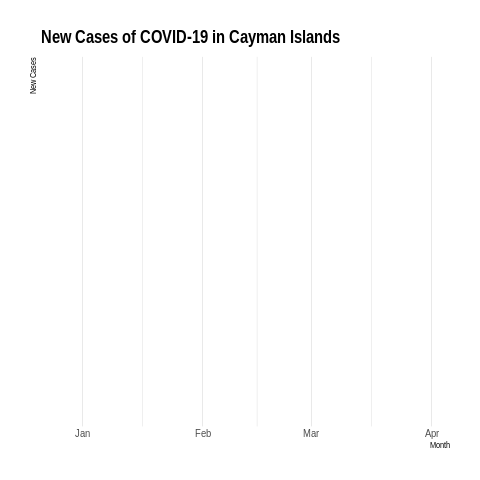 New Cases of COVID-19 in Cayman Islands
New Cases
Jan Feb Mar Apr
Month